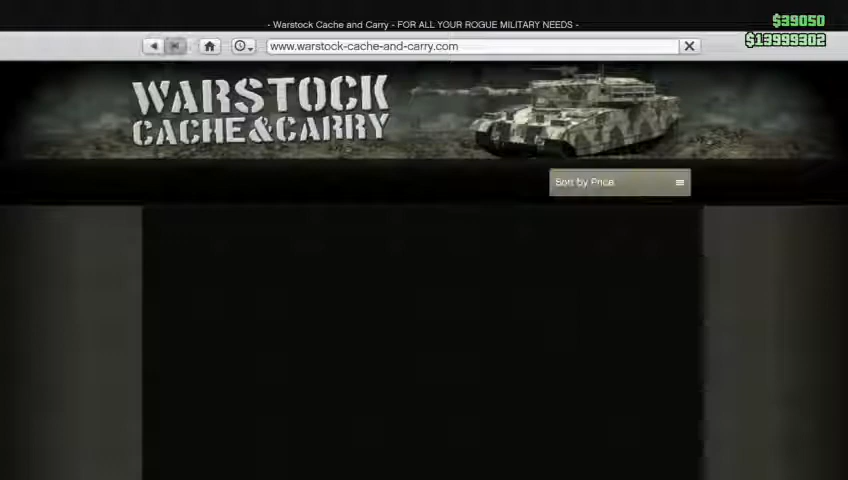 - Warstock Cache and Carry - FOR ALL YOUR ROGUE MILITARY NEEDS -
$39050
$13999302
www.warstock-cache-and-carry.com
WARSTOCK
CACHE&CARRY
Sort by Price